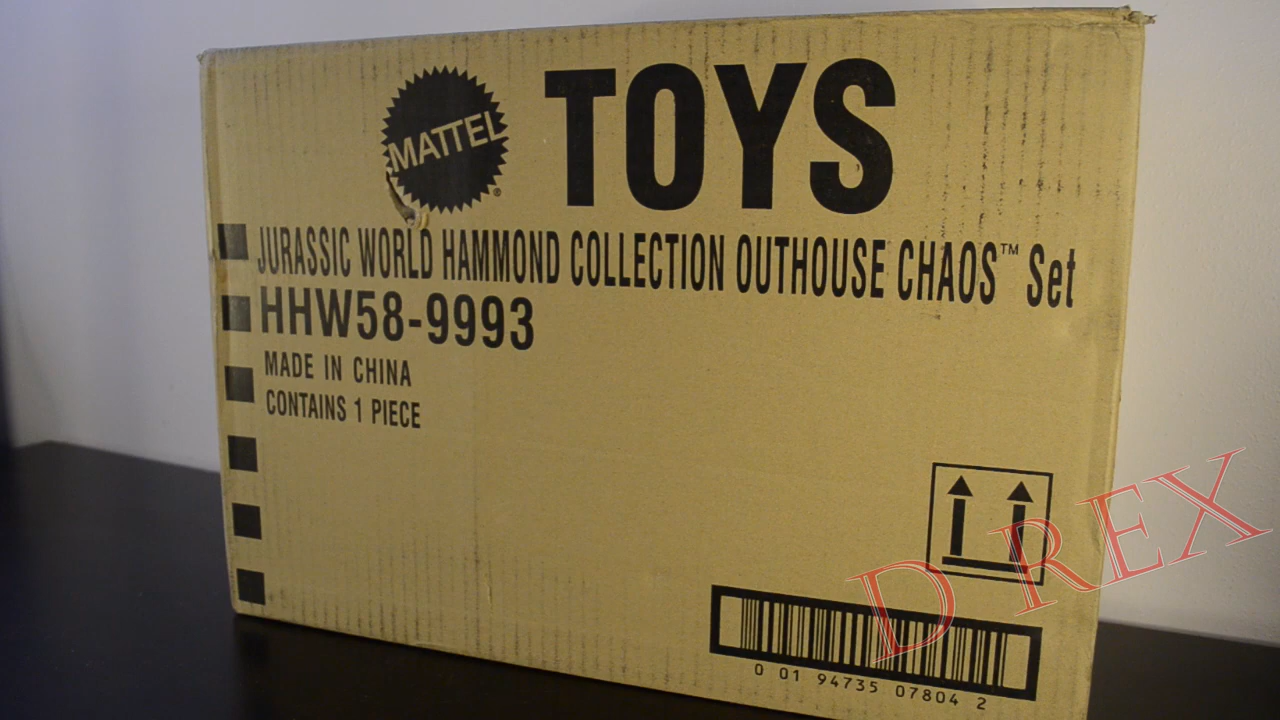 MATTEL
®
TOYS
JURASSIC WORLD HAMMOND COLLECTION OUTHOUSE CHAOS™ Set
HHW58-9993
MADE IN CHINA
CONTAINS 1 PIECE
D REX
0 01 94735 07804 2